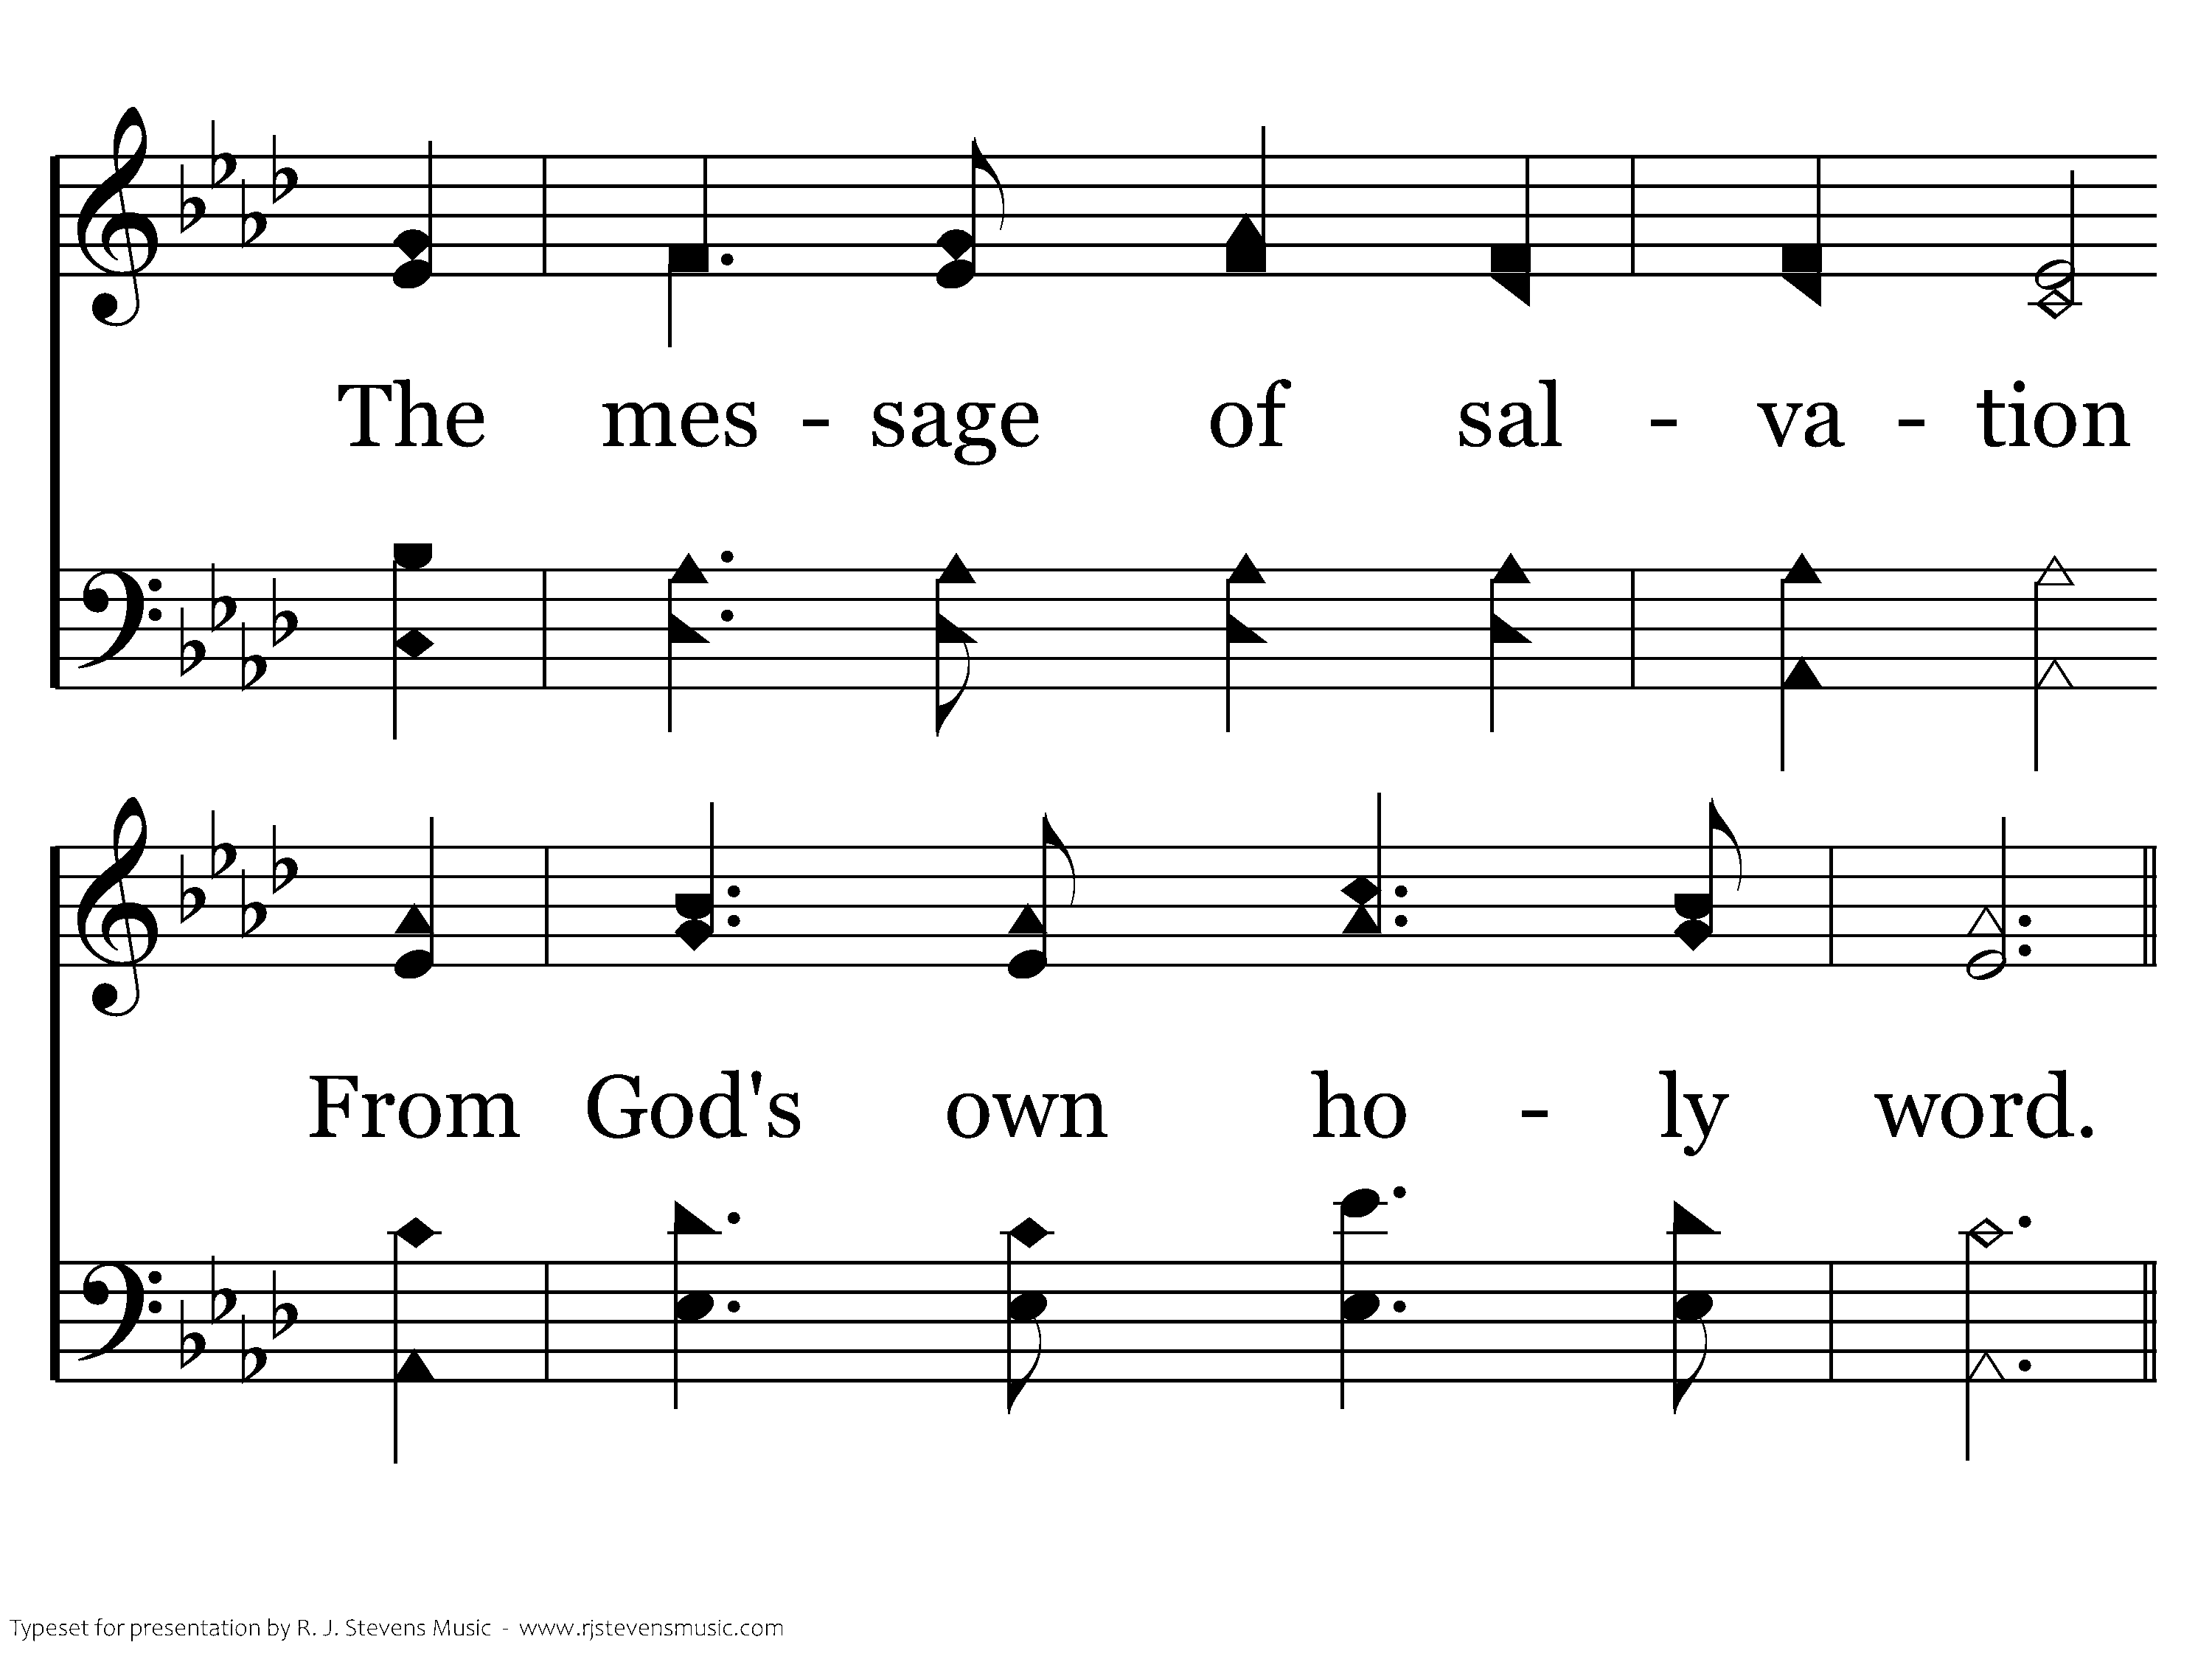 The mes - sage of sal - va - tion
From God's own ho - ly word.
Typeset for presentation by R. J. Stevens Music - www.rjstevensmusic.com